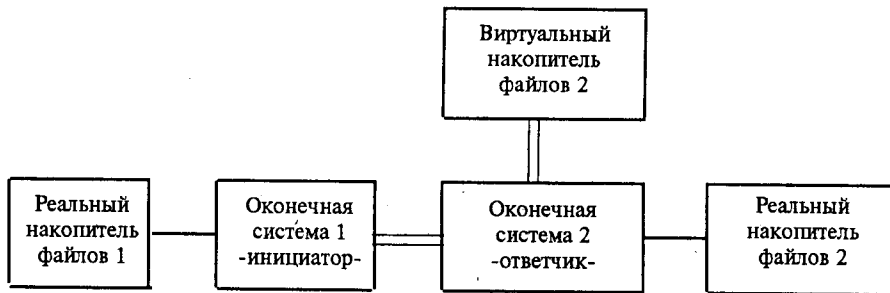 Виртуальный
накопитель
файлов 2
Реальный
накопитель
файлов 1
Оконечная
система 1
-инициатор-
Оконечная
система 2
-ответчик-
Реальный
накопитель
файлов 2